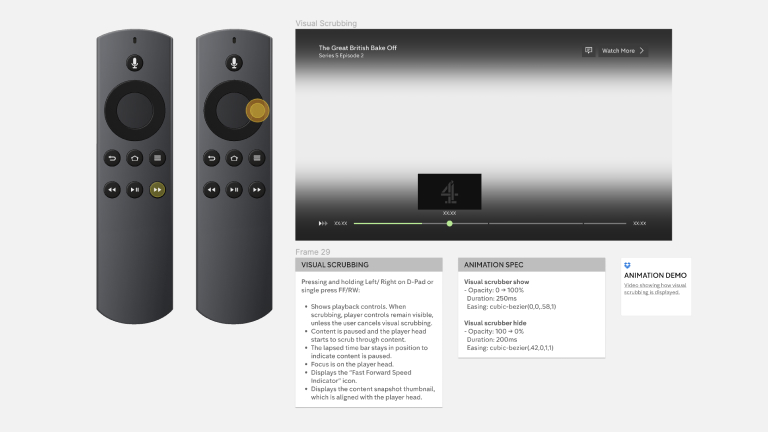 Visual Scrubbing
The Great British Bake Off
Series 5 Episode 2
Watch More
4
XX:XX
XX:XX
XX:XX
Frame 29
VISUAL SCRUBBING
Pressing and holding Left/ Right on D-Pad or
single press FF/RW:
• Shows playback controls. When
scrubbing, player controls remain visible,
unless the user cancels visual scrubbing.
• Content is paused and the player head
starts to scrub through content.
• The lapsed time bar stays in position to
indicate content is paused.
• Focus is on the player head.
• Displays the "Fast Forward Speed
Indicator" icon.
• Displays the content snapshot thumbnail,
which is aligned with the player head.
ANIMATION SPEC
Visual scrubber show
- Opacity: 0 → 100%
Duration: 250ms
Easing: cubic-bezier(0,0,.58,1)
Visual scrubber hide
- Opacity: 100 → 0%
Duration: 200ms
Easing: cubic-bezier(.42,0,1,1)
ANIMATION DEMO
Video showing how visual
scrubbing is displayed.